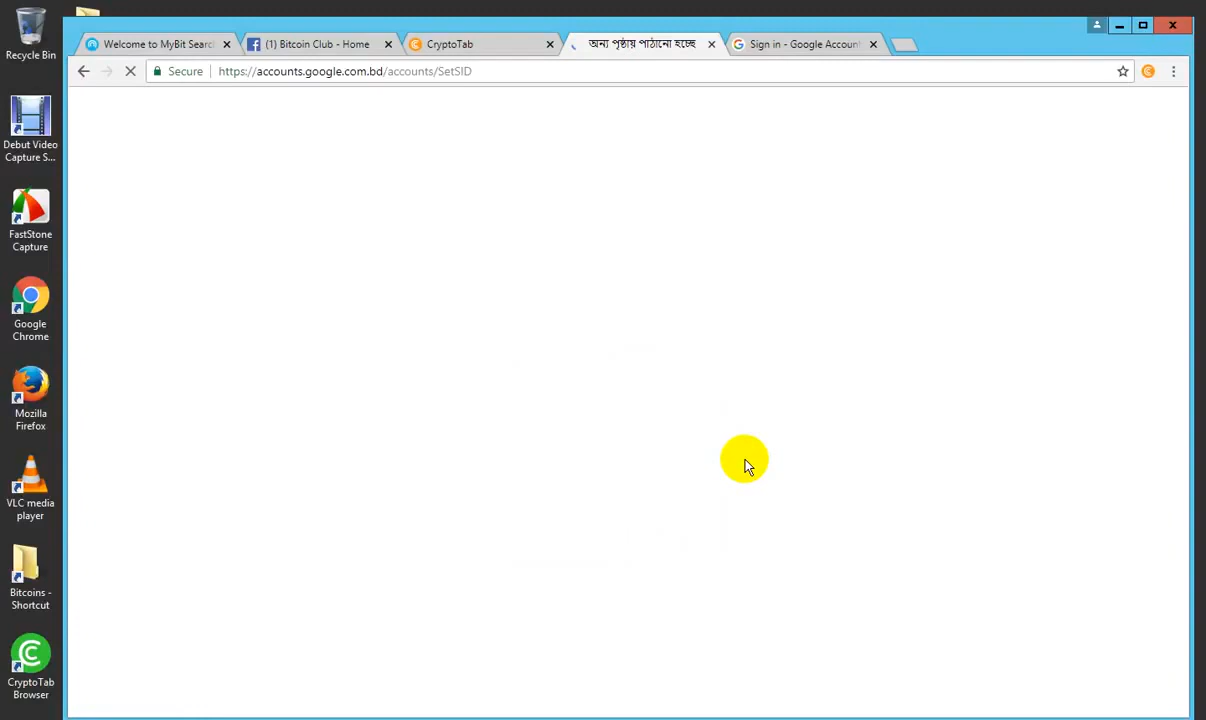 Recycle Bin
Debut Video
Capture S...
FastStone
Capture
Google
Chrome
Mozilla
Firefox
VLC media
player
Bitcoins -
Shortcut
CryptoTab
Browser
Welcome to MyBit Searc
(1) Bitcoin Club - Home
CryptoTab
অন্য পৃষ্ঠায় পাঠানো হচ্ছে
Sign in - Google Account
Secure
https://accounts.google.com.bd/accounts/SetSID